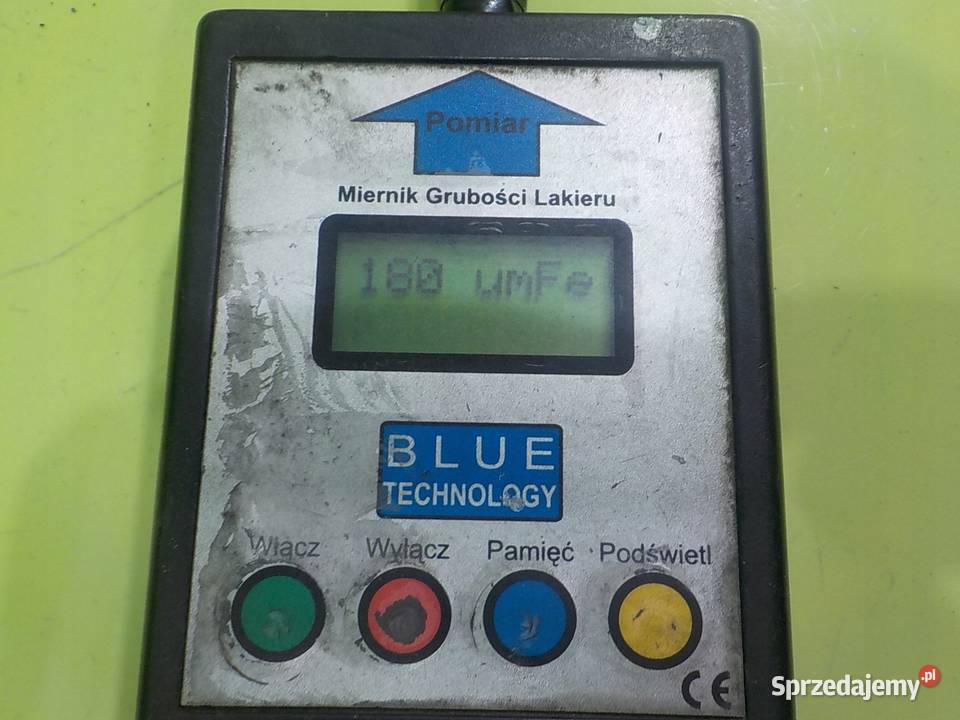 Pomiar
Miernik Grubości Lakieru
180 umFe
BLUE
TECHNOLOGY
Włącz Wyłącz Pamięć Podświetl
CE
Sprzedajemy.pl